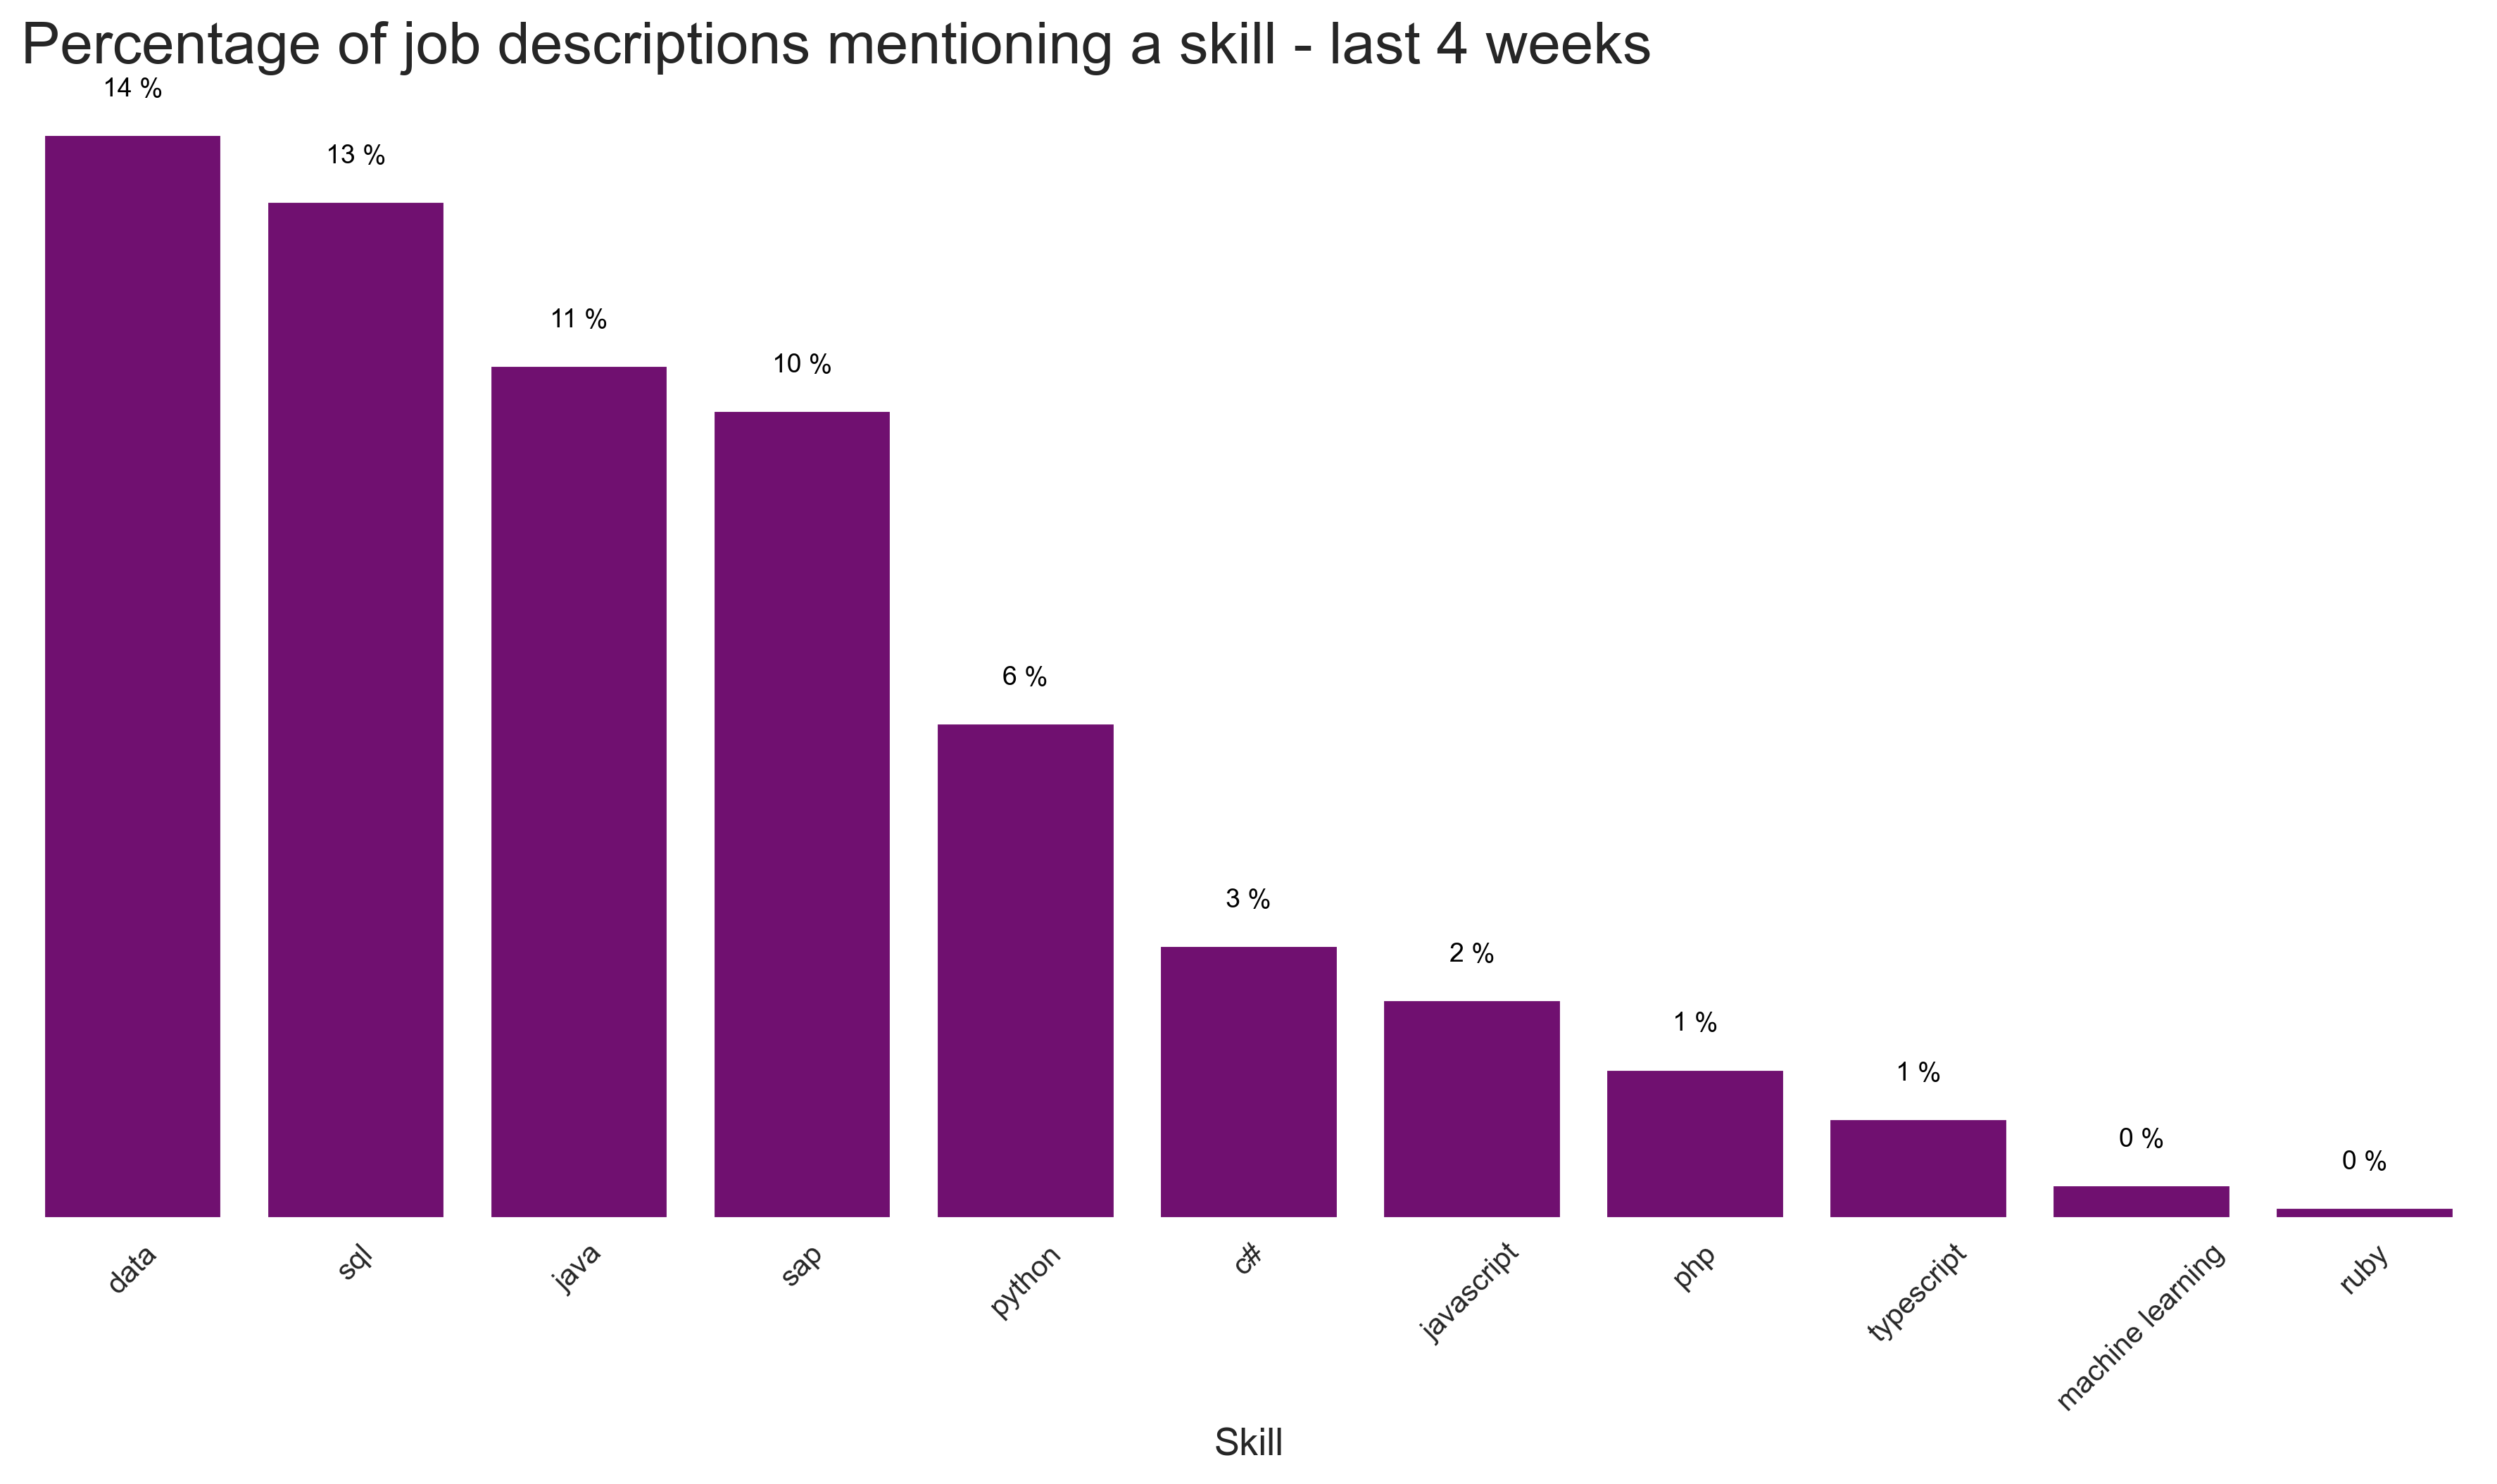 Percentage of job descriptions mentioning a skill - last 4 weeks
14 %
13 %
11 %
10 %
6 %
3 %
2 %
1 %
1 %
0 %
0 %
data
sql
java
sap
python
c#
javascript
php
typescript
machine learning
ruby
Skill